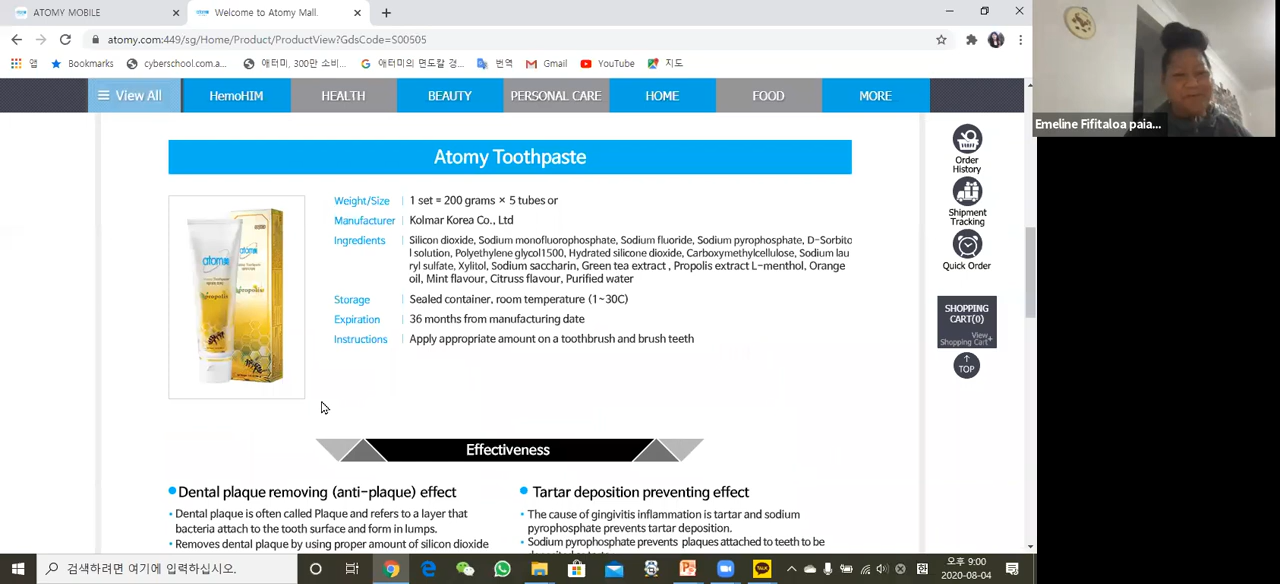 ATOMY MOBILE
Welcome to Atomy Mall.
atomy.com:449/sg/Home/Product/ProductView?GdsCode=S00505
앱
Bookmarks
cyberschool.com.a...
애터미, 300만 소비...
애터미의 면도칼 경...
번역
Gmail
YouTube
지도
View All
HemoHIM
HEALTH
BEAUTY
PERSONAL CARE
HOME
FOOD
MORE
Emeline Fifitaloa paia...
Atomy Toothpaste
atomy
Propolis
Weight/Size 1 set = 200 grams × 5 tubes or
Manufacturer Kolmar Korea Co., Ltd
Ingredients Silicon dioxide, Sodium monofluorophosphate, Sodium fluoride, Sodium pyrophosphate, D-Sorbito
l solution, Polyethylene glycol1500, Hydrated silicone dioxide, Carboxymethylcellulose, Sodium lau
ryl sulfate, Xylitol, Sodium saccharin, Green tea extract , Propolis extract L-menthol, Orange
oil, Mint flavour, Citruss flavour, Purified water
Storage Sealed container, room temperature (1~30C)
Expiration 36 months from manufacturing date
Instructions Apply appropriate amount on a toothbrush and brush teeth
Order
History
Shipment
Tracking
Quick Order
SHOPPING
CART(0)
View
Shopping Cart
TOP
Effectiveness
Dental plaque removing (anti-plaque) effect
• Dental plaque is often called Plaque and refers to a layer that
bacteria attach to the tooth surface and form in lumps.
• Removes dental plaque by using proper amount of silicon dioxide
Tartar deposition preventing effect
• The cause of gingivitis inflammation is tartar and sodium
pyrophosphate prevents tartar deposition.
• Sodium pyrophosphate prevents plaques attached to teeth to be
검색하려면 여기에 입력하십시오.
TALK
오후 9:00
2020-08-04